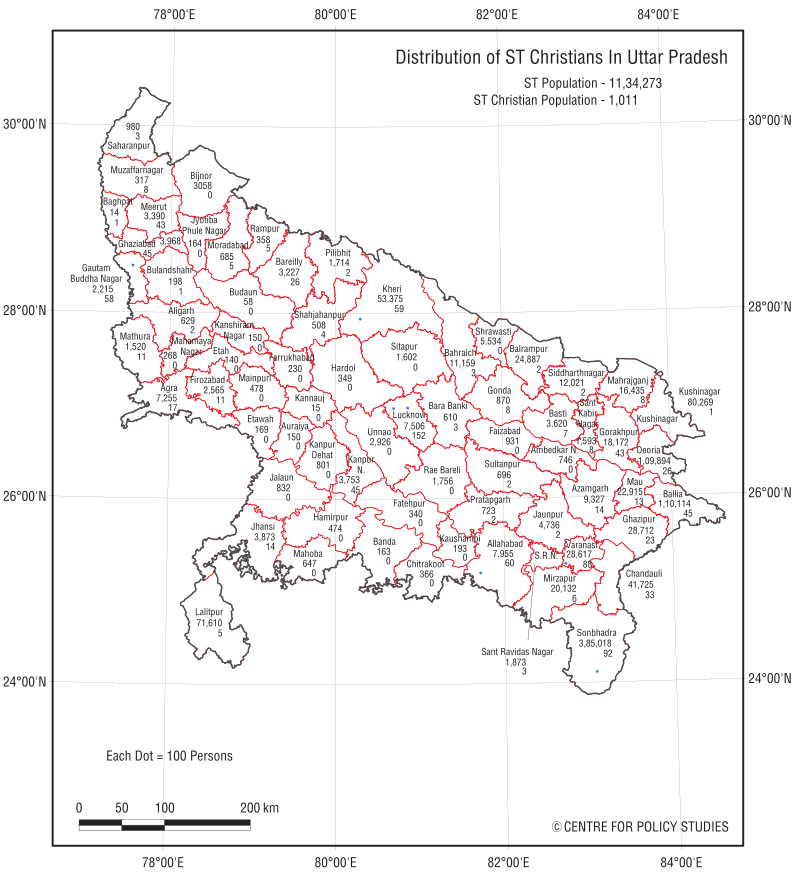 78°00'E 80°00'E 82°00'E 84°00'E
Distribution of ST Christians In Uttar Pradesh
ST Population - 11,34,273
ST Christian Population - 1,011
30°00'N 30°00'N
980
3
Saharanpur
Muzaffarnagar
317
8
Bijnor
3058
0
Baghpat
14
1
Meerut
3,390
43
Jyotiba
Phule Nagar
164
0
Rampur
358
5
Ghaziabad 3,968
45
Moradabad
685
5
Pilibhit
1,714
2
Bareilly
3,227
26
Gautam
Buddha Nagar
2,215
58
Bulandshahr
198
1
Kheri
53,375
59
Budaun
58
0
28°00'N 28°00'N
Aligarh
629
2
Shahjahanpur
508
4
Kanshiram
Nagar 150
0
Mathura
1,520
11
Mahamaya
Nagar
268
0
Etah
140
0
Farrukhabad
230
0
Hardoi
349
0
Sitapur
1,602
0
Bahraich
11,159
3
Shrawasti
5,534
0
Balrampur
24,887
2
Siddharthnagar
12,021
2
Mahrajganj
16,435
8
Kushinagar
80,269
1
Agra
7,255
17
Firozabad
2,565
11
Mainpuri
478
0
Kannauj
15
0
Gonda
870
8
Basti
3,620
7
Sant
Kabir
Nagar
1,593
8
Gorakhpur
18,172
43
Kushinagar
Etawah
169
0
Auraiya
150
0
Lucknow
7,506
152
Bara Banki
610
3
Unnao
2,926
0
Faizabad
931
0
Ambedkar N.
746
0
Deoria
1,09,894
26
Kanpur
Dehat
801
0
Kanpur
N.
3,753
45
Rae Bareli
1,756
0
Sultanpur
696
2
Azamgarh
9,327
14
Mau
22,915
13
Ballia
1,10,114
45
Jalaun
832
0
Fatehpur
340
0
Pratapgarh
723
2
Jaunpur
4,736
2
Ghazipur
28,712
23
26°00'N 26°00'N
Jhansi
3,873
14
Hamirpur
474
0
Mahoba
647
0
Banda
163
0
Kaushambi
193
0
Chitrakoot
366
0
Allahabad
7,955
60
S.R.N.
Varanasi
28,617
88
Mirzapur
20,132
6
Chandauli
41,725
33
Lalitpur
71,610
5
Sonbhadra
3,85,018
92
Sant Ravidas Nagar
1,873
3
24°00'N 24°00'N
Each Dot = 100 Persons
0 50 100 200 km
© CENTRE FOR POLICY STUDIES
78°00'E 80°00'E 82°00'E 84°00'E